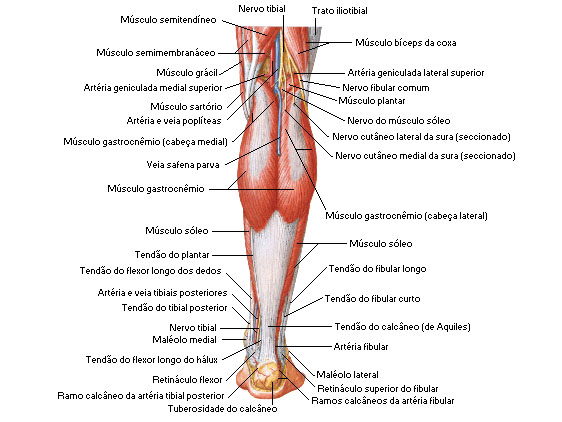 Nervo tibial
Trato iliotibial
Músculo semitendíneo
Músculo semimembranáceo
Músculo bíceps da coxa
Músculo grácil
Artéria geniculada lateral superior
Artéria geniculada medial superior
Nervo fibular comum
Músculo plantar
Músculo sartório
Artéria e veia poplíteas
Nervo do músculo sóleo
Nervo cutâneo lateral da sura (seccionado)
Músculo gastrocnêmio (cabeça medial)
Nervo cutâneo medial da sura (seccionado)
Veia safena parva
Músculo gastrocnêmio
Músculo gastrocnêmio (cabeça lateral)
Músculo sóleo
Músculo sóleo
Tendão do plantar
Tendão do flexor longo dos dedos
Tendão do fibular longo
Artéria e veia tibiais posteriores
Tendão do fibular curto
Tendão do tibial posterior
Nervo tibial
Tendão do calcâneo (de Aquiles)
Maléolo medial
Artéria fibular
Tendão do flexor longo do hálux
Maléolo lateral
Retináculo flexor
Retináculo superior do fibular
Ramo calcâneo da artéria tibial posterior
Ramos calcâneos da artéria fibular
Tuberosidade do calcâneo